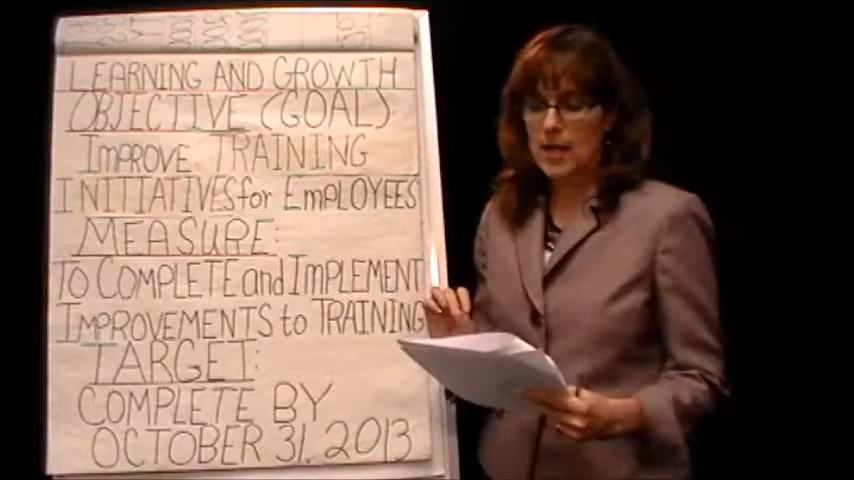 LEARNING AND GROWTH
OBJECTIVE (GOAL)
IMPROVE TRAINING
INITIATIVES for EMPLOYEES
MEASURE:
TO COMPLETE and IMPLEMENT
IMPROVEMENTS to TRAINING
TARGET:
COMPLETE BY
OCTOBER 31, 2013